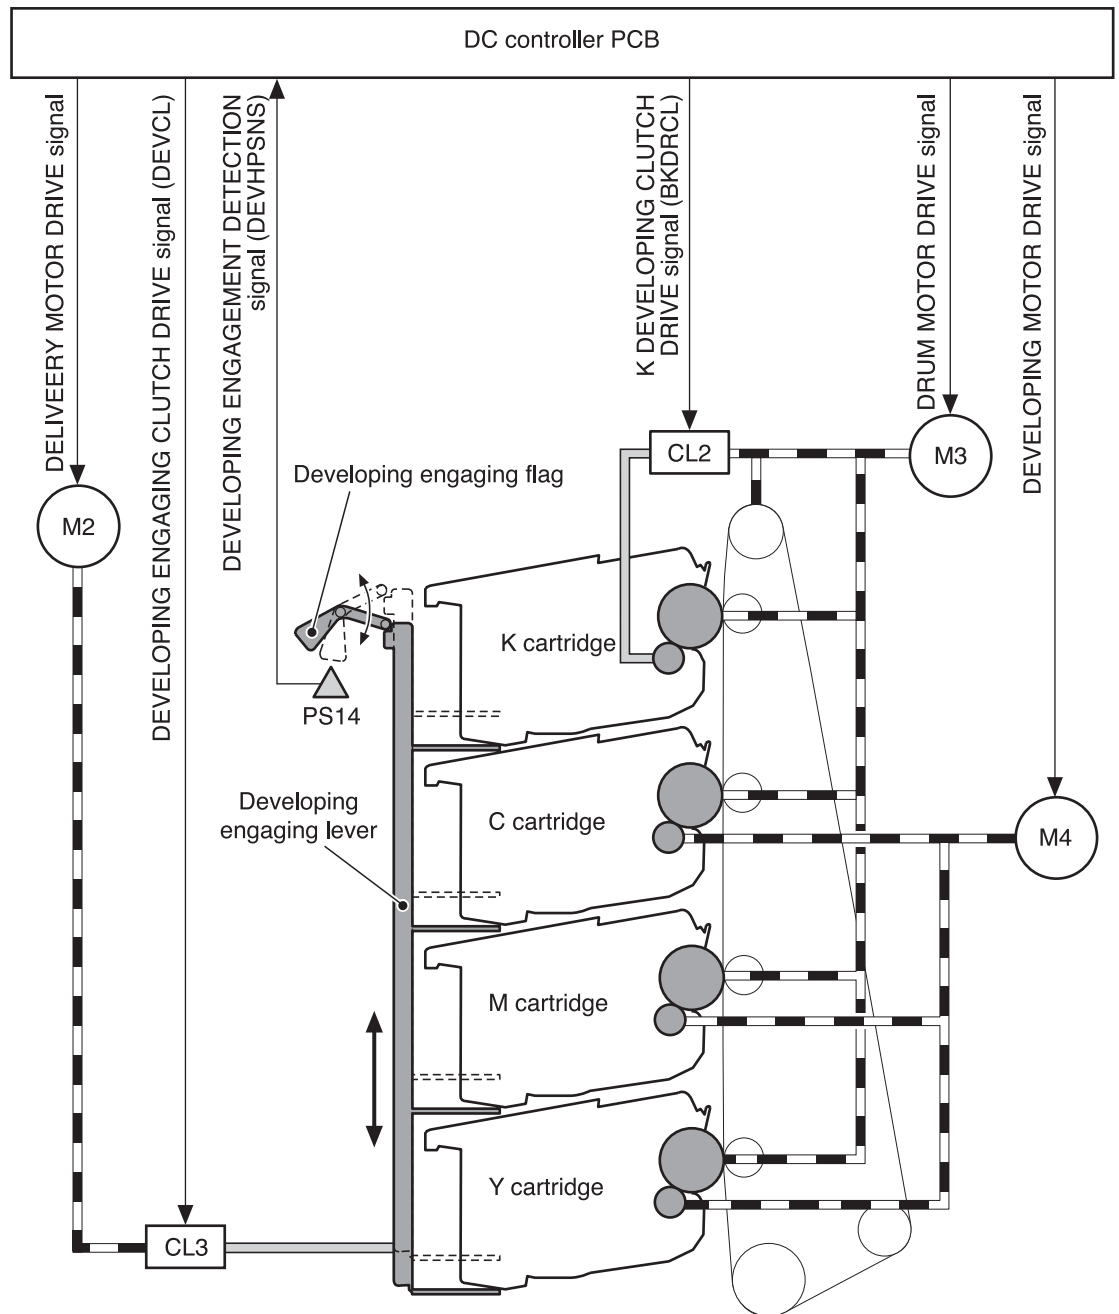 DC controller PCB
DELIVEERY MOTOR DRIVE signal
DEVELOPING ENGAGING CLUTCH DRIVE signal (DEVCL)
DEVELOPING ENGAGEMENT DETECTION
signal (DEVHPSNS)
K DEVELOPING CLUTCH
DRIVE signal (BKDRCL)
DRUM MOTOR DRIVE signal
DEVELOPING MOTOR DRIVE signal
CL2
M3
Developing engaging flag
M2
K cartridge
PS14
Developing
engaging lever
C cartridge
M4
M cartridge
Y cartridge
CL3